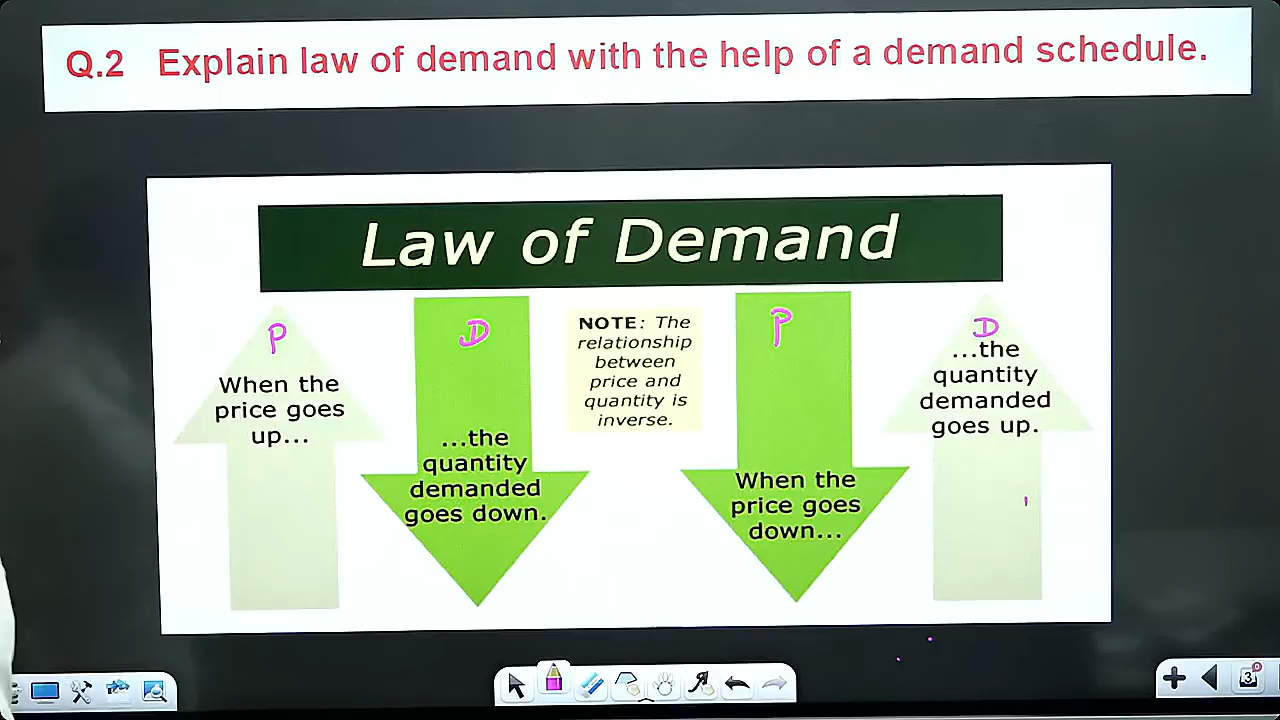 Q.2 Explain law of demand with the help of a demand schedule.
Law of Demand
P
When the
price goes
up...
D
...the
quantity
demanded
goes down.
NOTE: The
relationship
between
price and
quantity is
inverse.
P
When the
price goes
down...
D
...the
quantity
demanded
goes up.